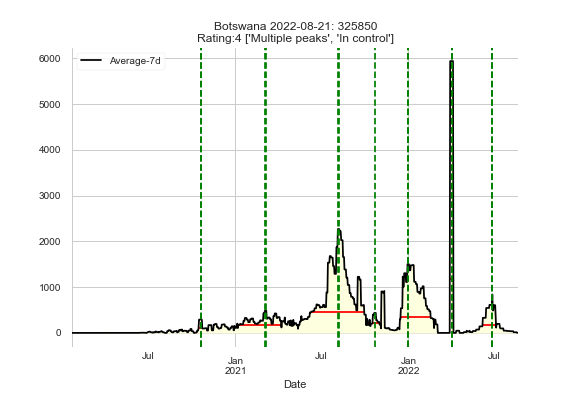 Botswana 2022-08-21: 325850
Rating:4 ['Multiple peaks', 'In control']
Average-7d
6000
5000
4000
3000
2000
1000
0
Jul
Jan
2021
Jul
Jan
2022
Jul
Date